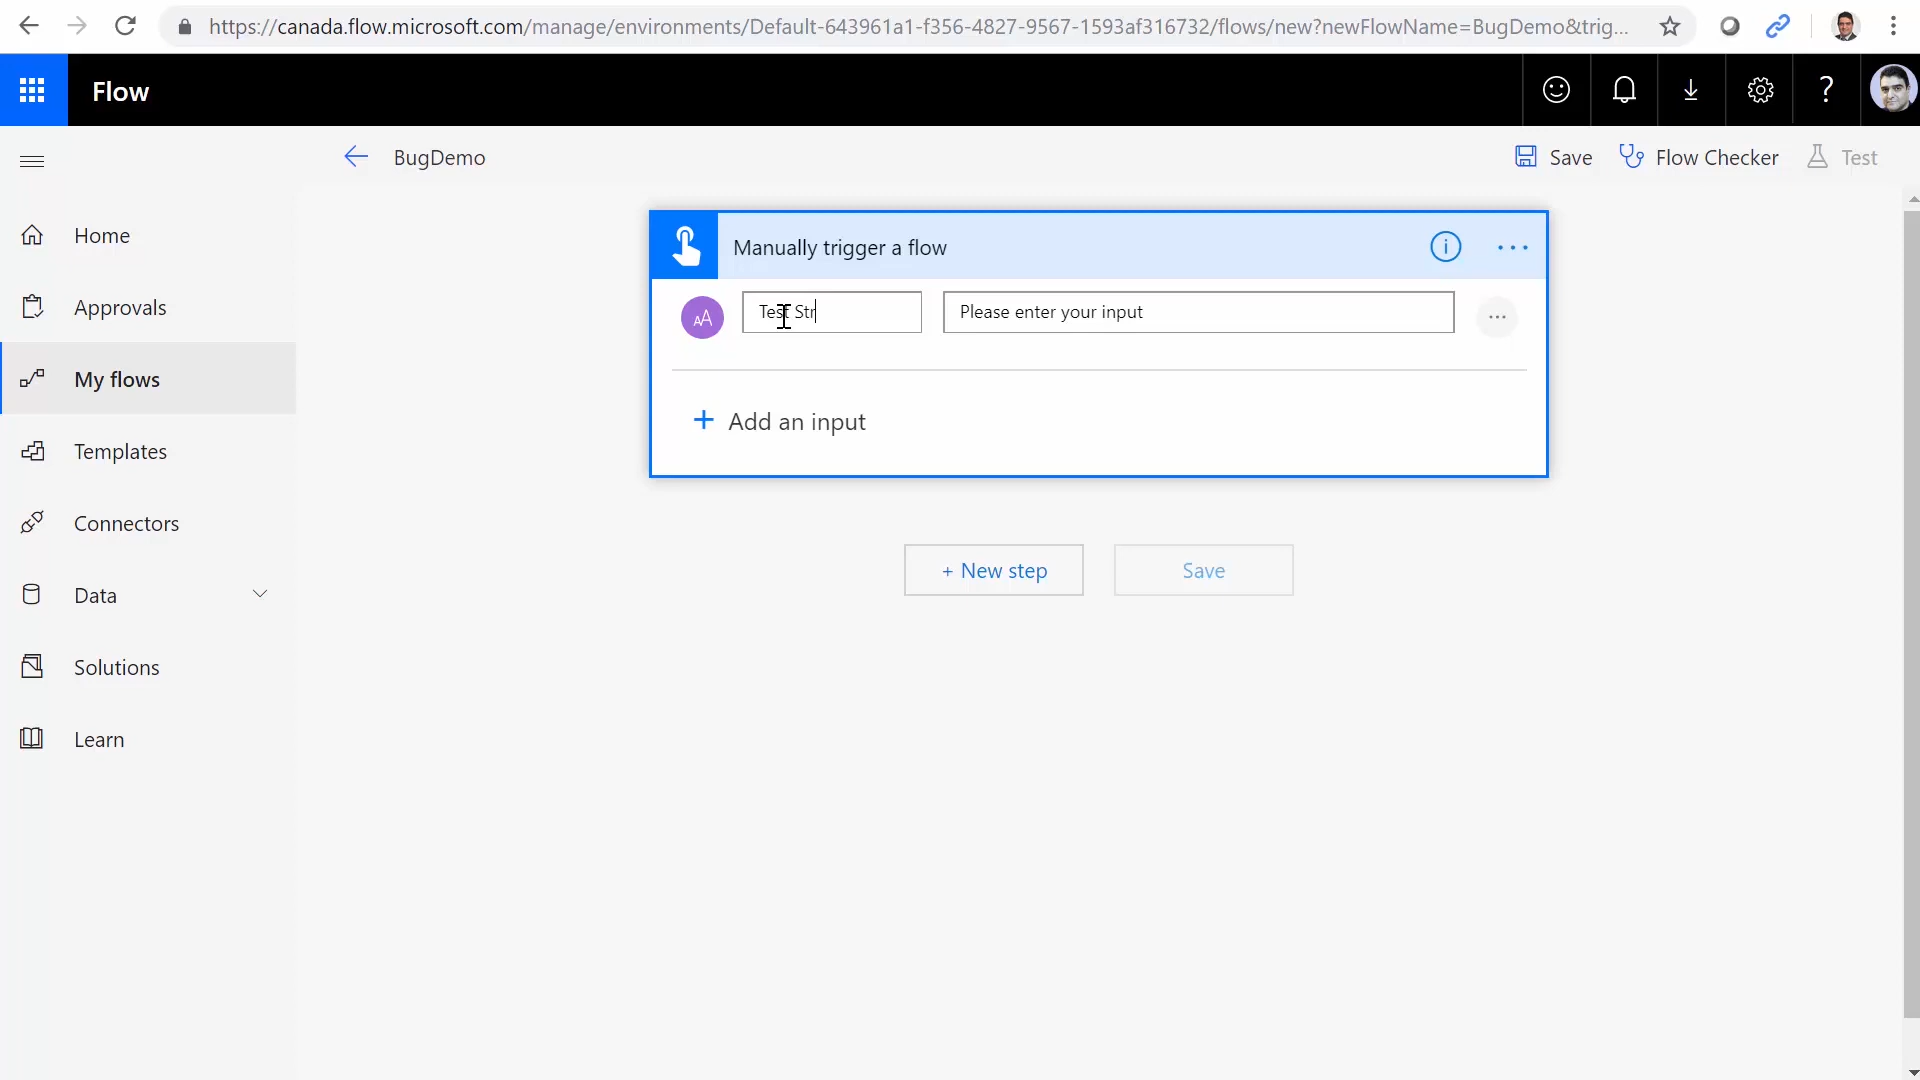 https://canada.flow.microsoft.com/manage/environments/Default-643961a1-f356-4827-9567-1593af316732/flows/new?newFlowName=BugDemo&trig...
Flow
?
BugDemo
Save
Flow Checker
Test
Home
Approvals
My flows
Templates
Connectors
Data
Solutions
Learn
Manually trigger a flow
AA
Test Str
Please enter your input
+ Add an input
+ New step
Save